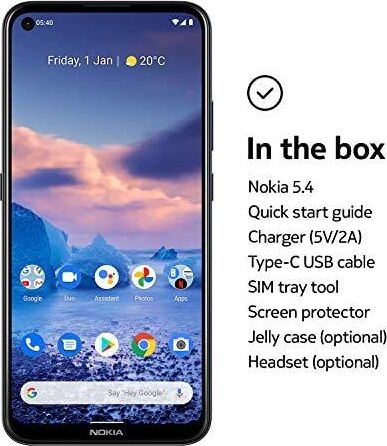 05:40
Friday, 1 Jan | 20°C
Google Duo Assistant Photos Apps
G Say "Hey Google"
NOKIA
In the box
Nokia 5.4
Quick start guide
Charger (5V/2A)
Type-C USB cable
SIM tray tool
Screen protector
Jelly case (optional)
Headset (optional)